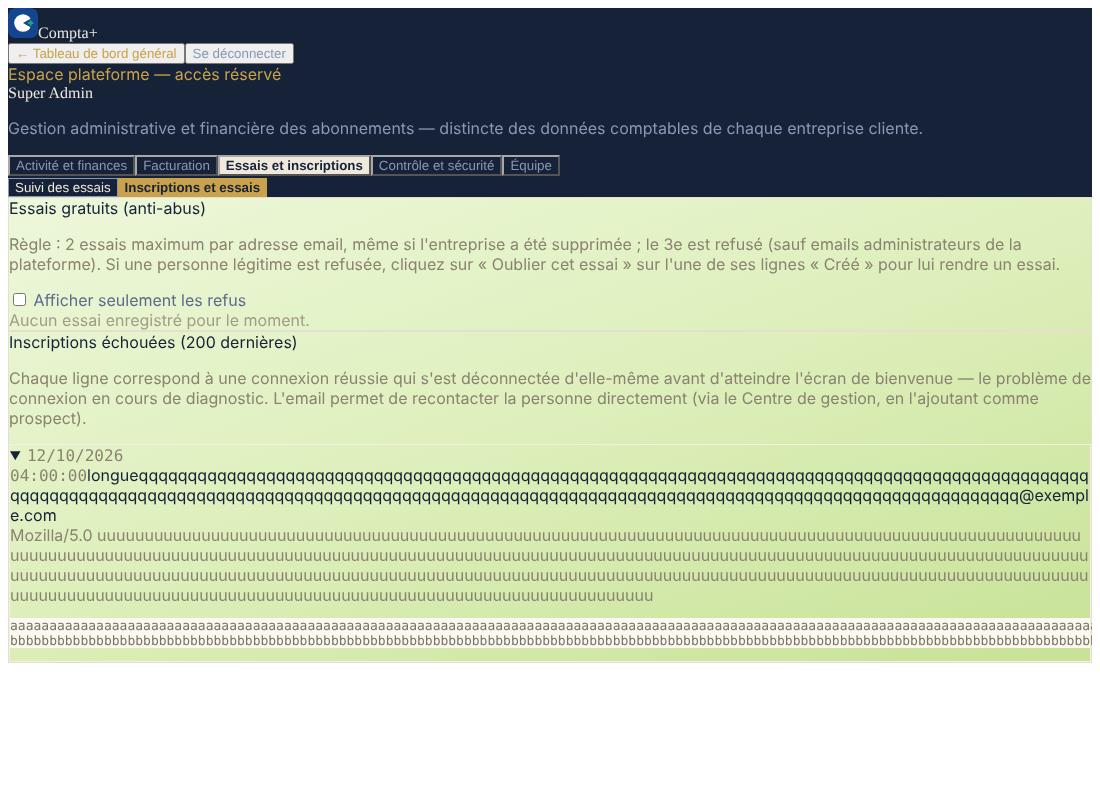 Compta+
← Tableau de bord général Se déconnecter
Espace plateforme — accès réservé
Super Admin
Gestion administrative et financière des abonnements — distincte des données comptables de chaque entreprise cliente.
Activité et finances Facturation Essais et inscriptions Contrôle et sécurité Équipe
Suivi des essais Inscriptions et essais
Essais gratuits (anti-abus)
Règle : 2 essais maximum par adresse email, même si l'entreprise a été supprimée ; le 3e est refusé (sauf emails administrateurs de la
plateforme). Si une personne légitime est refusée, cliquez sur « Oublier cet essai » sur l'une de ses lignes « Créé » pour lui rendre un essai.
Afficher seulement les refus
Aucun essai enregistré pour le moment.
Inscriptions échouées (200 dernières)
Chaque ligne correspond à une connexion réussie qui s'est déconnectée d'elle-même avant d'atteindre l'écran de bienvenue — le problème de
connexion en cours de diagnostic. L'email permet de recontacter la personne directement (via le Centre de gestion, en l'ajoutant comme
prospect).
▼ 12/10/2026
04:00:00
@exempl
e.com
Mozilla/5.0